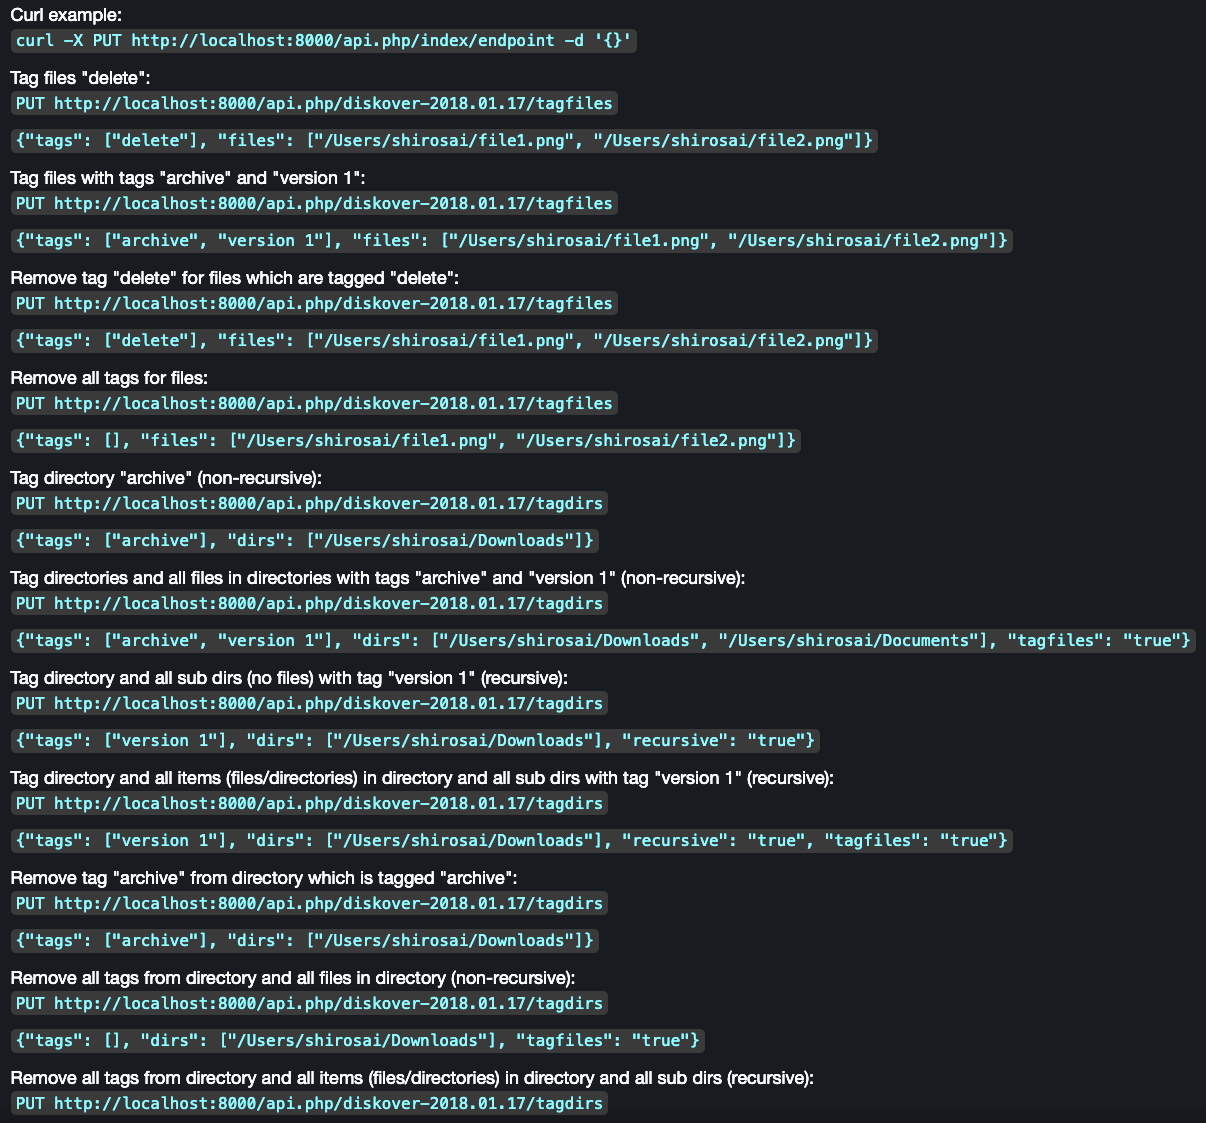 Curl example:
curl -X PUT http://localhost:8000/api.php/index/endpoint -d '{}'
Tag files "delete":
PUT http://localhost:8000/api.php/diskover-2018.01.17/tagfiles
{"tags": ["delete"], "files": ["/Users/shirosai/file1.png", "/Users/shirosai/file2.png"]}
Tag files with tags "archive" and "version 1":
PUT http://localhost:8000/api.php/diskover-2018.01.17/tagfiles
{"tags": ["archive", "version 1"], "files": ["/Users/shirosai/file1.png", "/Users/shirosai/file2.png"]}
Remove tag "delete" for files which are tagged "delete":
PUT http://localhost:8000/api.php/diskover-2018.01.17/tagfiles
{"tags": ["delete"], "files": ["/Users/shirosai/file1.png", "/Users/shirosai/file2.png"]}
Remove all tags for files:
PUT http://localhost:8000/api.php/diskover-2018.01.17/tagfiles
{"tags": [], "files": ["/Users/shirosai/file1.png", "/Users/shirosai/file2.png"]}
Tag directory "archive" (non-recursive):
PUT http://localhost:8000/api.php/diskover-2018.01.17/tagdirs
{"tags": ["archive"], "dirs": ["/Users/shirosai/Downloads"]}
Tag directories and all files in directories with tags "archive" and "version 1" (non-recursive):
PUT http://localhost:8000/api.php/diskover-2018.01.17/tagdirs
{"tags": ["archive", "version 1"], "dirs": ["/Users/shirosai/Downloads", "/Users/shirosai/Documents"], "tagfiles": "true"}
Tag directory and all sub dirs (no files) with tag "version 1" (recursive):
PUT http://localhost:8000/api.php/diskover-2018.01.17/tagdirs
{"tags": ["version 1"], "dirs": ["/Users/shirosai/Downloads"], "recursive": "true"}
Tag directory and all items (files/directories) in directory and all sub dirs with tag "version 1" (recursive):
PUT http://localhost:8000/api.php/diskover-2018.01.17/tagdirs
{"tags": ["version 1"], "dirs": ["/Users/shirosai/Downloads"], "recursive": "true", "tagfiles": "true"}
Remove tag "archive" from directory which is tagged "archive":
PUT http://localhost:8000/api.php/diskover-2018.01.17/tagdirs
{"tags": ["archive"], "dirs": ["/Users/shirosai/Downloads"]}
Remove all tags from directory and all files in directory (non-recursive):
PUT http://localhost:8000/api.php/diskover-2018.01.17/tagdirs
{"tags": [], "dirs": ["/Users/shirosai/Downloads"], "tagfiles": "true"}
Remove all tags from directory and all items (files/directories) in directory and all sub dirs (recursive):
PUT http://localhost:8000/api.php/diskover-2018.01.17/tagdirs